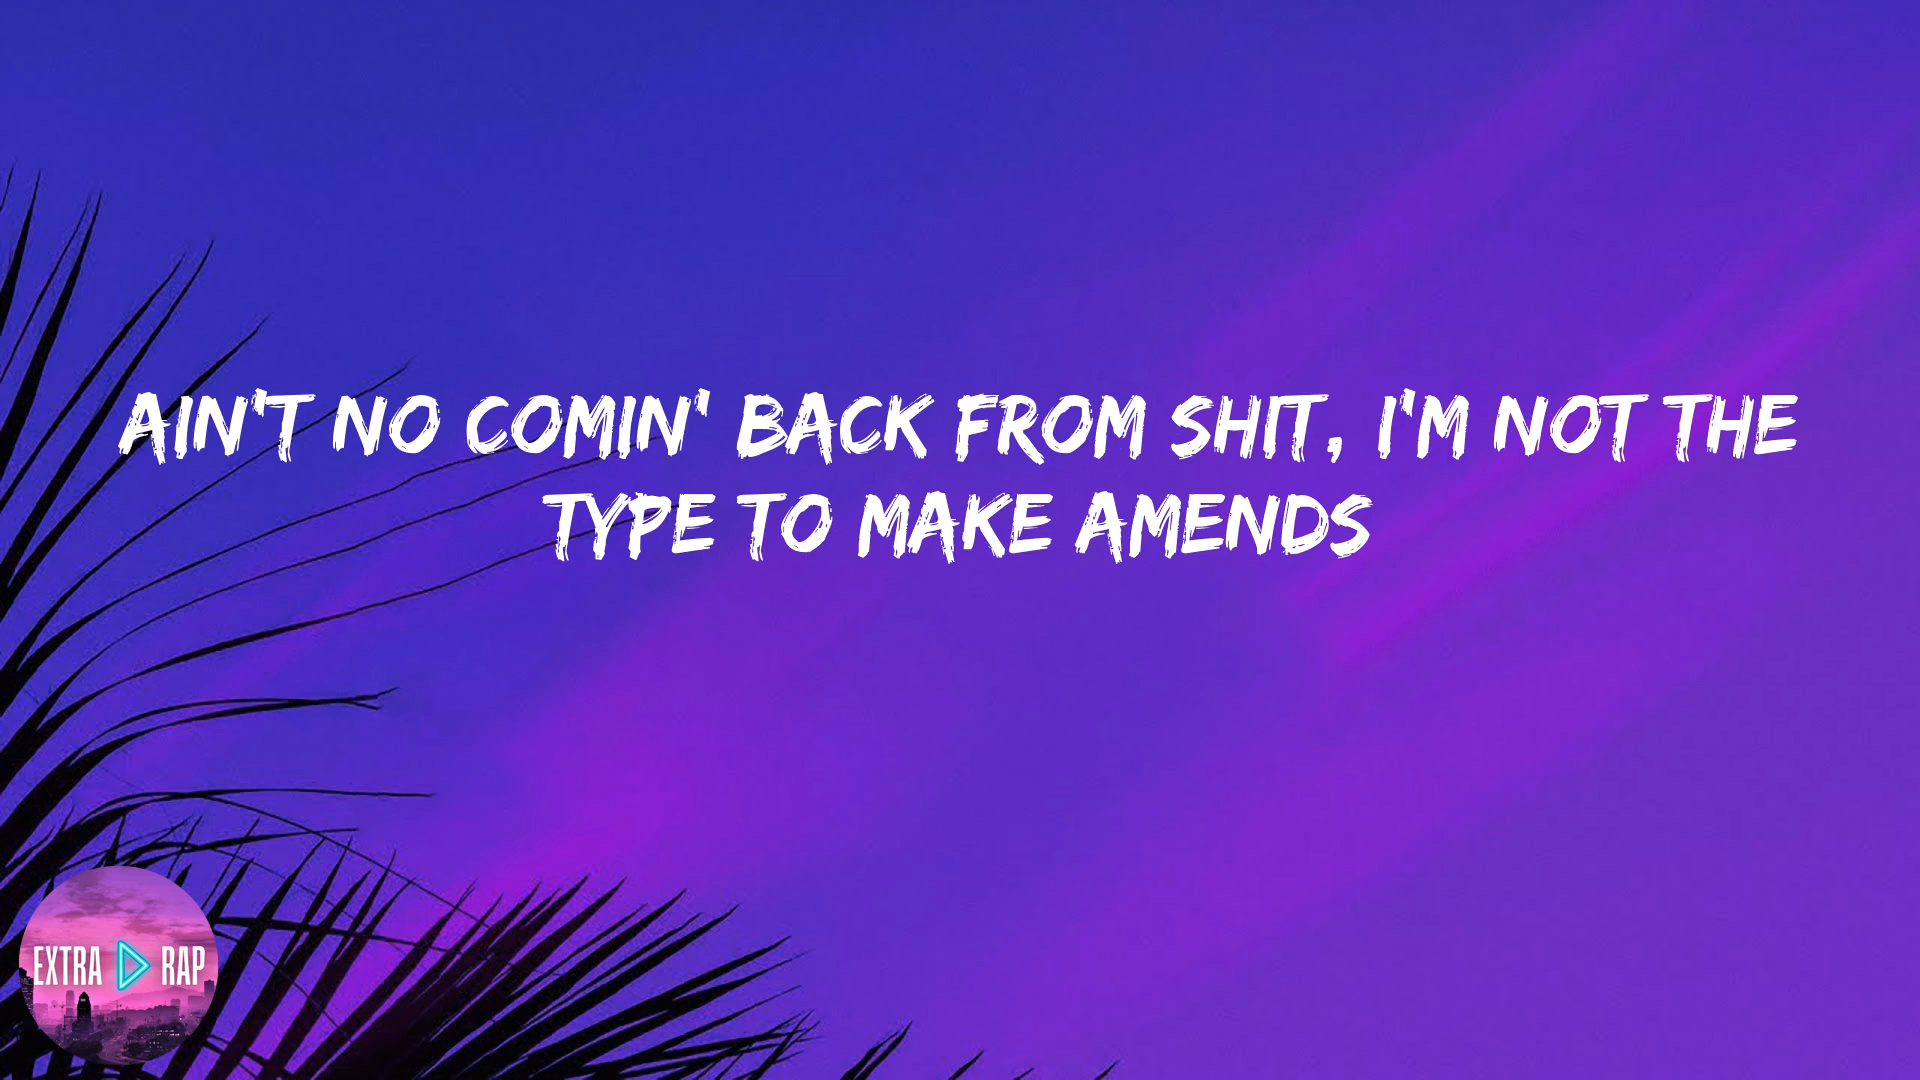 AIN'T NO COMIN' BACK FROM SHIT, I'M NOT THE
TYPE TO MAKE AMENDS
EXTRA RAP